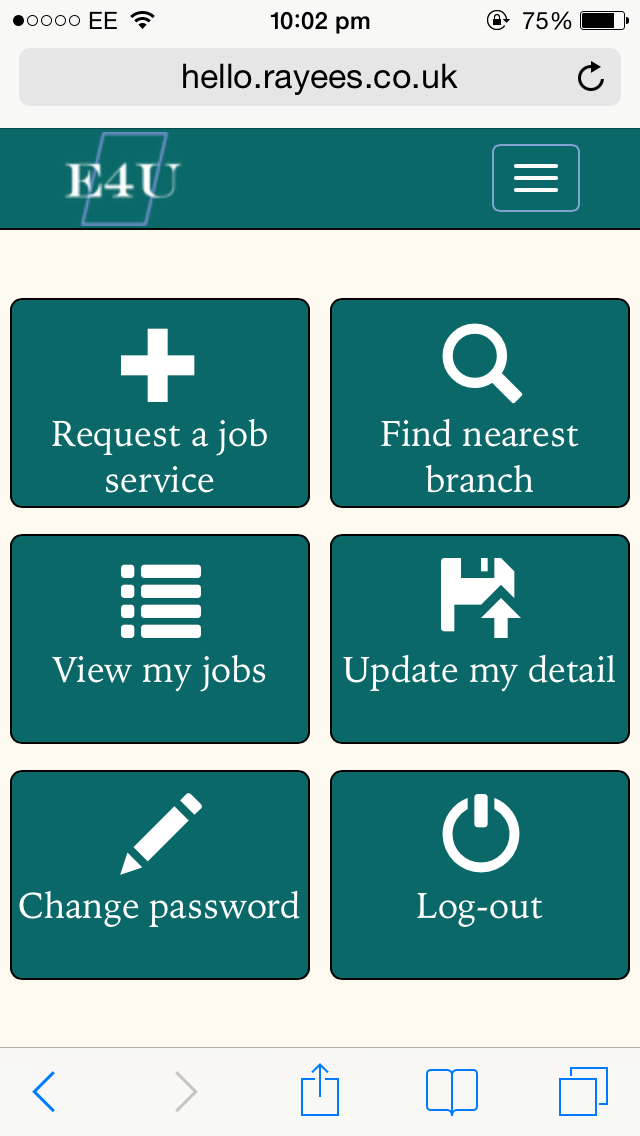 EE 10:02 pm 75%
hello.rayees.co.uk
E4U
Request a job
service
Find nearest
branch
View my jobs
Update my detail
Change password
Log-out